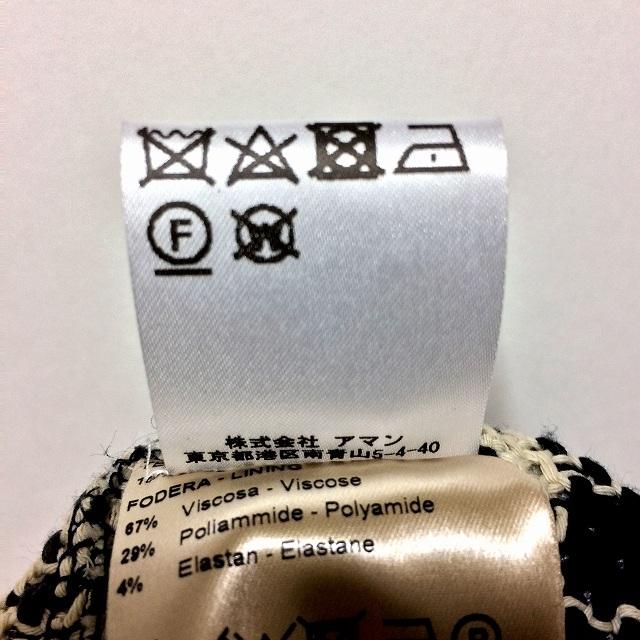 F
W
株式会社 アマン
東京都港区南青山5-4-40
FODERA - LINING
67% Viscosa - Viscose
29% Poliammide - Polyamide
4% Elastan - Elastane